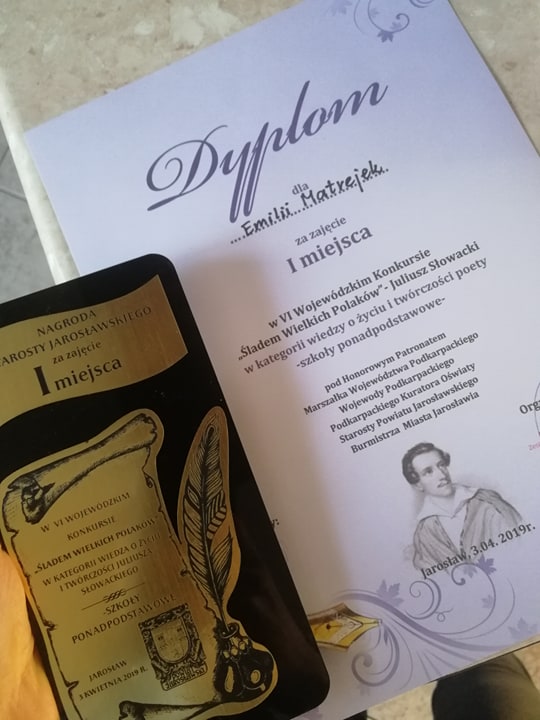 Dyplom
dla
Emilii Matrejek
za zajęcie
I miejsca
w VI Wojewódzkim Konkursie
„Śladem Wielkich Polaków”- Juliusz Słowacki
w kategorii wiedzy o życiu i twórczości poety
-szkoły ponadpodstawowe-
pod Honorowym Patronatem
Marszałka Województwa Podkarpackiego
Wojewody Podkarpackiego
Podkarpackiego Kuratora Oświaty
Starosty Powiatu Jarosławskiego
Burmistrza Miasta Jarosławia
Jarosław, 3.04. 2019r.
NAGRODA
STAROSTY JAROSŁAWSKIEGO
za zajęcie
I miejsca
W VI WOJEWÓDZKIM
KONKURSIE
„ŚLADEM WIELKICH POLAKÓW”
W KATEGORII WIEDZA O ŻYCIU
I TWÓRCZOŚCI JULIUSZA
SŁOWACKIEGO
-SZKOŁY
PONADPODSTAWOWE
JAROSŁAW
3 KWIETNIA 2019 R.